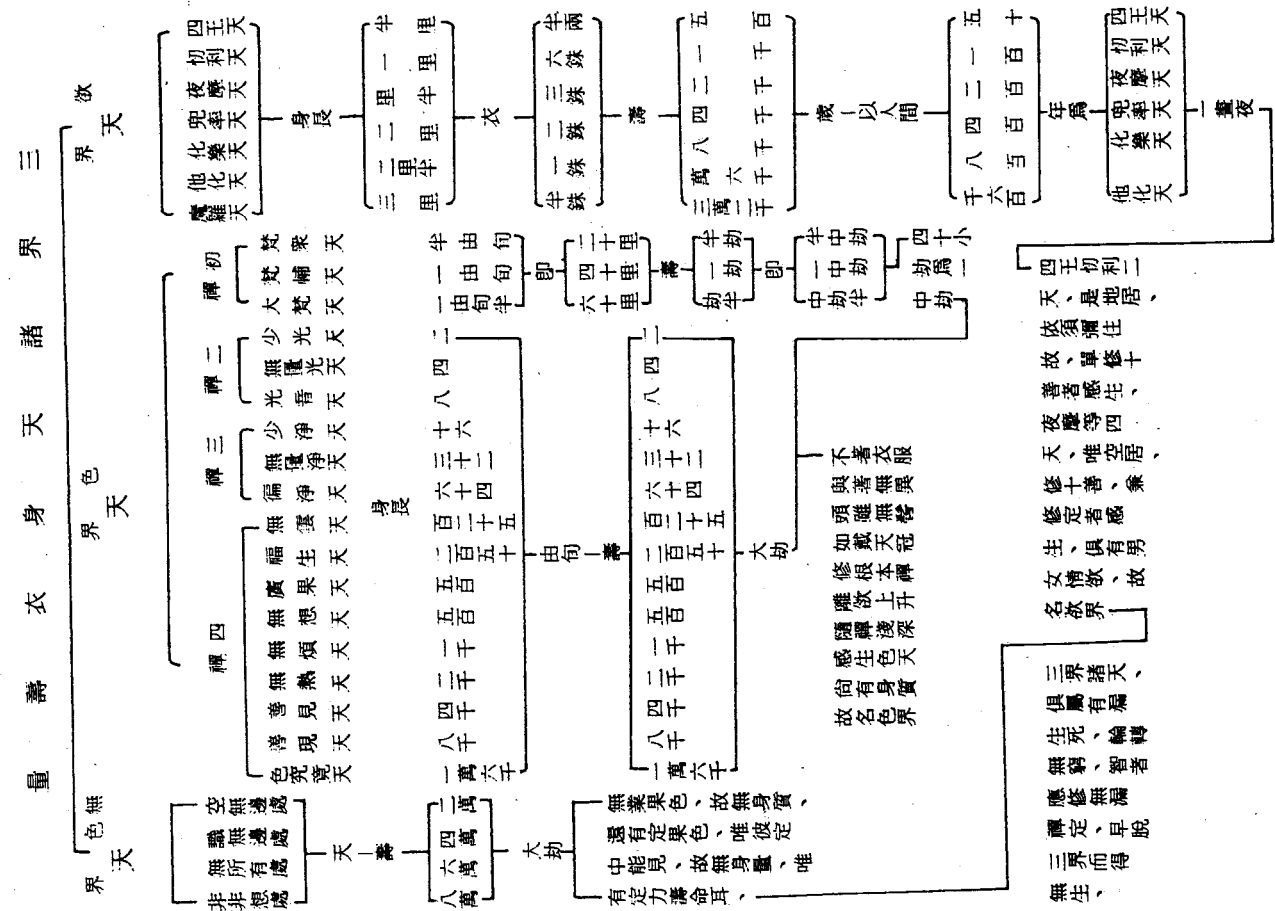 三界諸天身衣壽量
欲界天
四王天
忉利天
夜摩天
兜率天
化樂天
他化天
魔羅天
身長
半里
一里
里半
二里
二里半
三里
衣
半兩
六銖
三銖
二銖
一銖
半銖
壽
五百
一千
二千
四千
八千
萬六千
三萬二千
歲以人間
五十
一百
二百
四百
八百
千六百
年為
四王天
忉利天
夜摩天
兜率天
化樂天
他化天
一晝夜
四王忉利二
天、是地居、
依須彌住
故、單修十
善者感生、
夜摩等四
天、唯空居、
修十善、兼
修定者感
生、俱有男
女情欲、故
名欲界
色界天
初禪
梵眾天
梵輔天
大梵天
二禪
少光天
無量光天
光音天
三禪
少淨天
無量淨天
徧淨天
四禪
無雲天
福生天
廣果天
無想天
無煩天
無熱天
善見天
善現天
色究竟天
身長
半由旬
一由旬
一由旬半
即
二十里
四十里
六十里
壽
半劫
一劫
劫半
即
半中劫
一中劫
中劫半
四十小
劫為一
中劫
二
四
八
十六
三十二
六十四
百二十五
二百五十
五百
五百
一千
二千
四千
八千
一萬六千
由旬壽
二
四
八
十六
三十二
六十四
百二十五
二百五十
五百
五百
一千
二千
四千
八千
一萬六千
大劫
不著衣服
與著無異
頭雖無髻
如戴天冠
修根本禪
離欲上升
隨禪淺深
感生色天
尚有身質
故名色界
無色界天
空無邊處
識無邊處
無所有處
非非想處
天壽
二萬
四萬
六萬
八萬
大劫
無業果色、故無身質、
還有定果色、唯彼定
中能見、故無身量、唯
有定力壽命耳、
三界諸天、
俱屬有漏
生死、輪轉
無窮、智者
應修無漏
禪定、早脫
三界而得
無生、